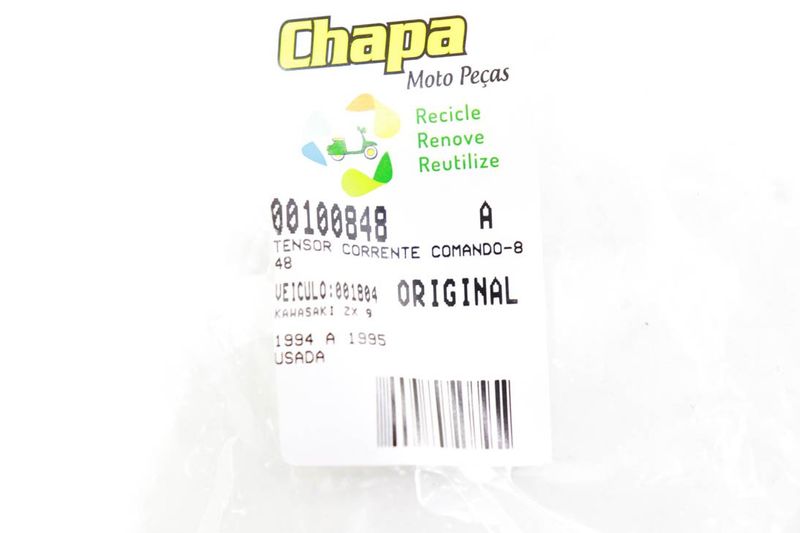 Chapa
Moto Peças
Recicle
Renove
Reutilize
00100848 A
TENSOR CORRENTE COMANDO-8
48
VEICULO:001804 ORIGINAL
KAWASAKI ZX 9
1994 A 1995
USADA